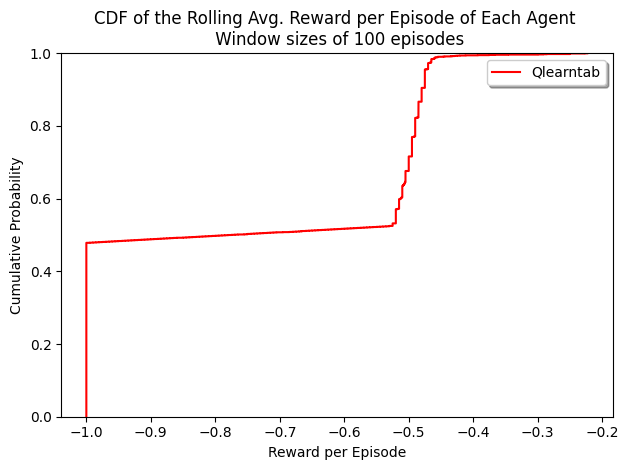 CDF of the Rolling Avg. Reward per Episode of Each Agent
Window sizes of 100 episodes
Qlearntab
Cumulative Probability
1.0
0.8
0.6
0.4
0.2
0.0
−1.0 −0.9 −0.8 −0.7 −0.6 −0.5 −0.4 −0.3 −0.2
Reward per Episode